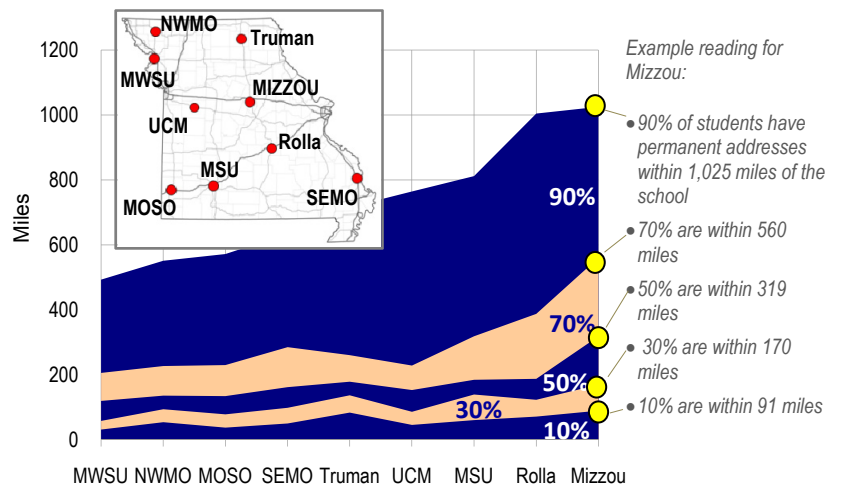 NWMO
Truman
MWSU
MIZZOU
UCM
Rolla
MSU
SEMO
MOSO
1200
1000
800
600
400
200
0
Miles
90%
70%
50%
30%
10%
MWSU NWMO MOSO SEMO Truman UCM MSU Rolla Mizzou
Example reading for
Mizzou:
• 90% of students have
permanent addresses
within 1,025 miles of the
school
• 70% are within 560
miles
• 50% are within 319
miles
• 30% are within 170
miles
• 10% are within 91 miles